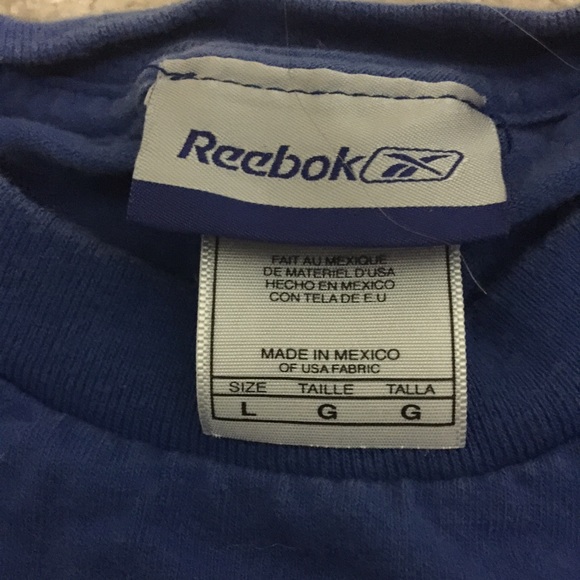 Reebok
FAIT AU MEXIQUE
DE MATERIEL D'USA
HECHO EN MEXICO
CON TELA DE E.U
MADE IN MEXICO
OF USA FABRIC
SIZE TAILLE TALLA
L G G